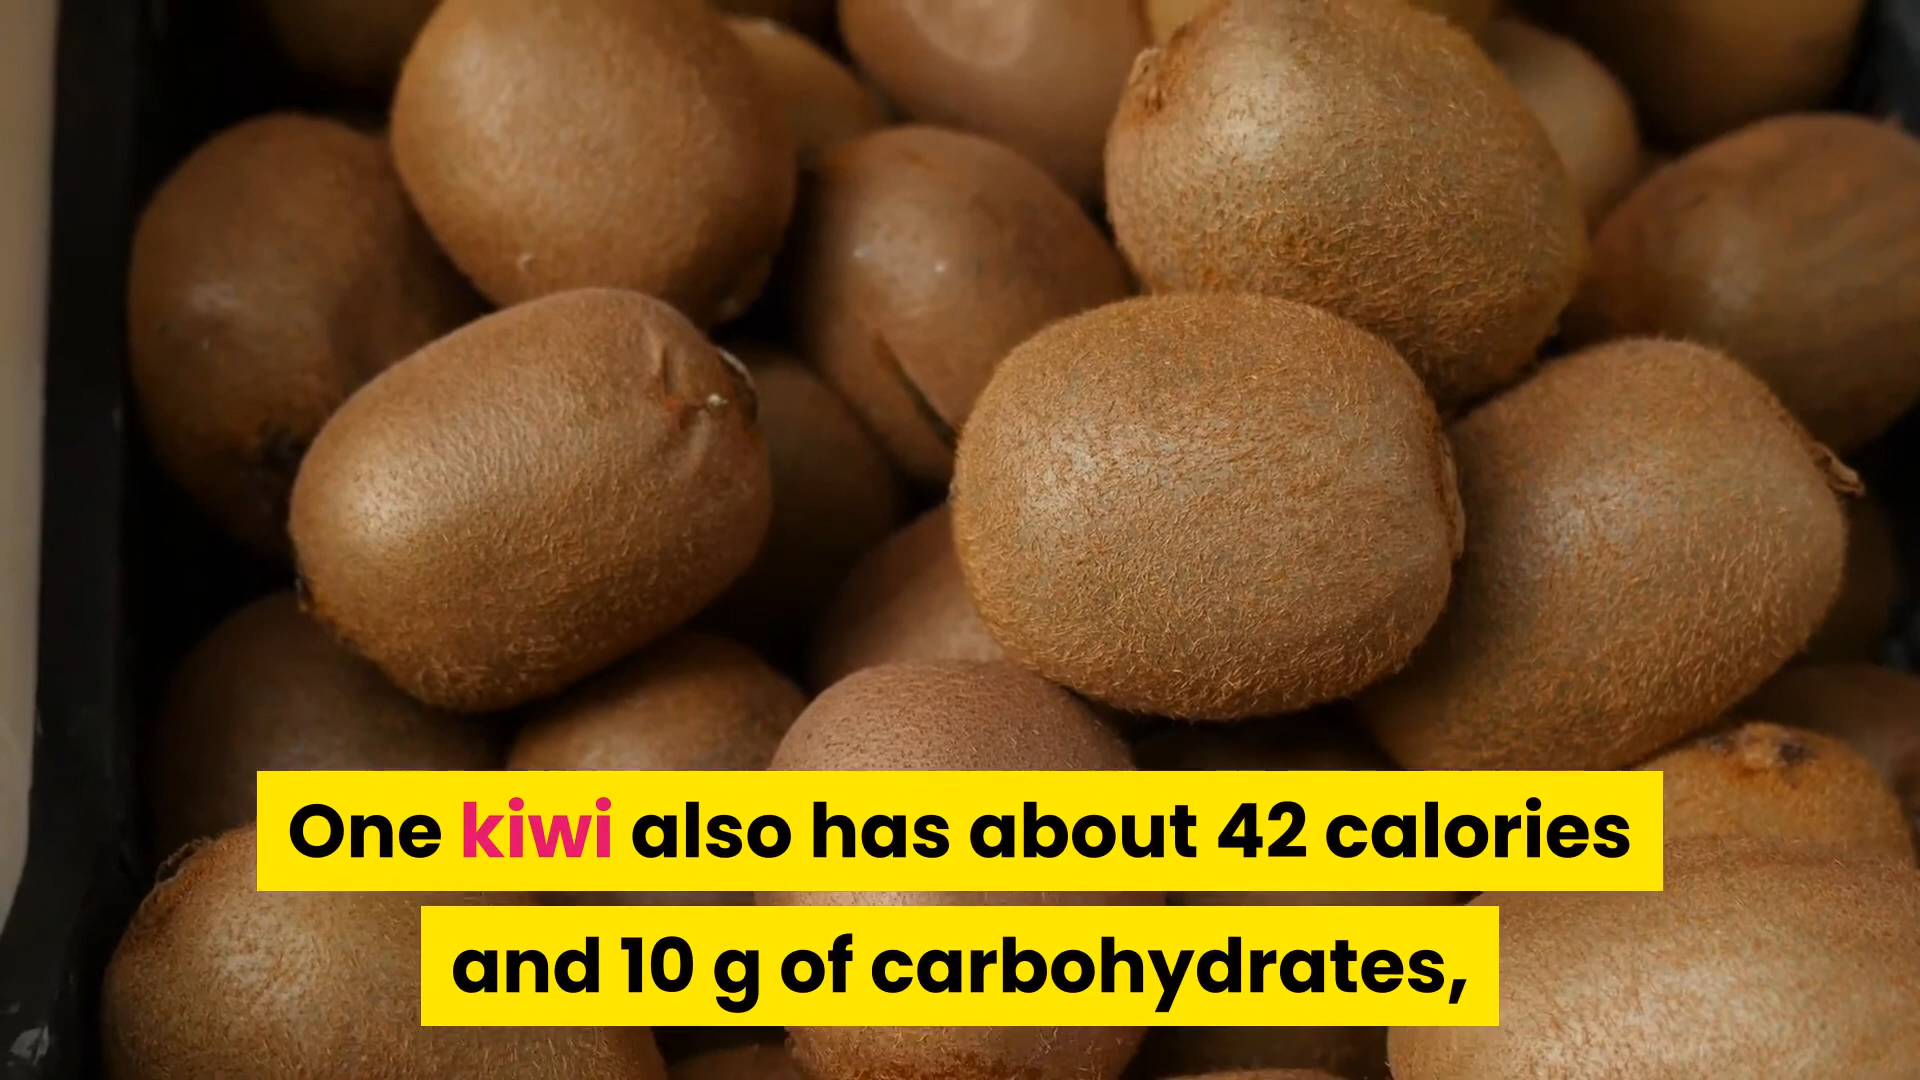 One kiwi also has about 42 calories
and 10 g of carbohydrates,